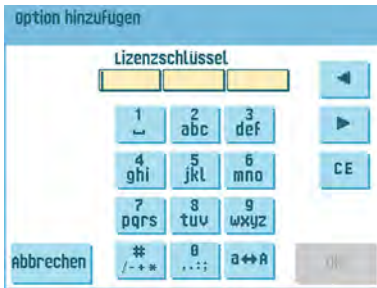 Option hinzufügen
Lizenzschlüssel
1 2 3
abc def
4 5 6
ghi jkl mno
CE
7 8 9
pqrs tuv wxyz
Abbrechen
# 0
/-+* ,.:; a↔A
OK